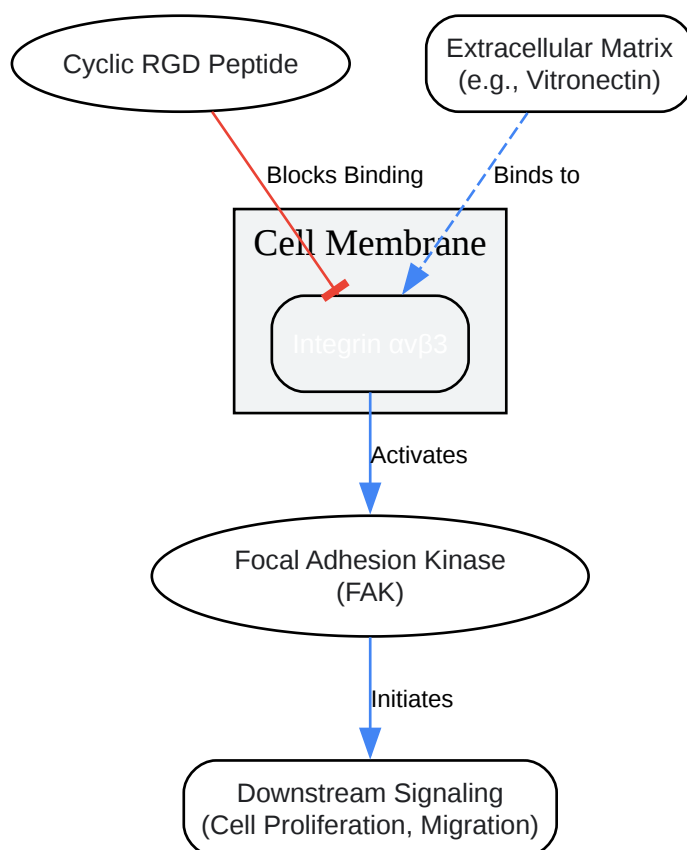 Cyclic RGD Peptide
Extracellular Matrix
(e.g., Vitronectin)
Blocks Binding
Binds to
Cell Membrane
Integrin αvβ3
Activates
Focal Adhesion Kinase
(FAK)
Initiates
Downstream Signaling
(Cell Proliferation, Migration)